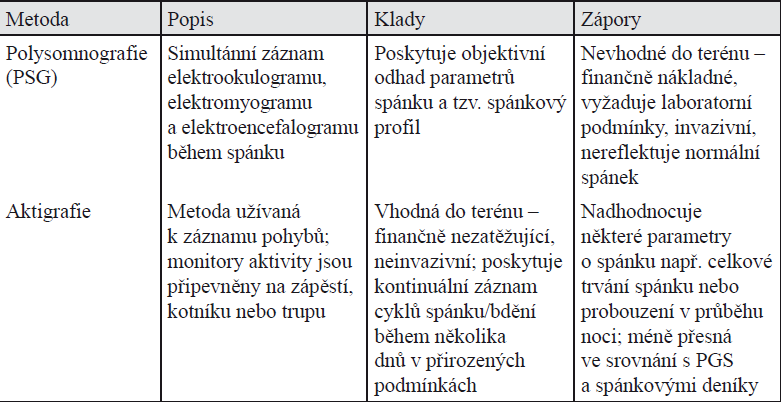 Metoda
Popis
Klady
Zápory
Polysomnografie
(PSG)
Simultánní záznam
elektrookulogramu,
elektromyogramu
a elektroencefalogramu
během spánku
Poskytuje objektivní
odhad parametrů
spánku a tzv. spánkový
profil
Nevhodné do terénu –
finančně nákladné,
vyžaduje laboratorní
podmínky, invazivní,
nereflektuje normální
spánek
Aktigrafie
Metoda užívaná
k záznamu pohybů;
monitory aktivity jsou
připevněny na zápěstí,
kotníku nebo trupu
Vhodná do terénu –
finančně nezatěžující,
neinvazivní; poskytuje
kontinuální záznam
cyklů spánku/bdění
během několika
dnů v přirozených
podmínkách
Nadhodnocuje
některé parametry
o spánku např. celkové
trvání spánku nebo
probouzení v průběhu
noci; méně přesná
ve srovnání s PGS
a spánkovými deníky